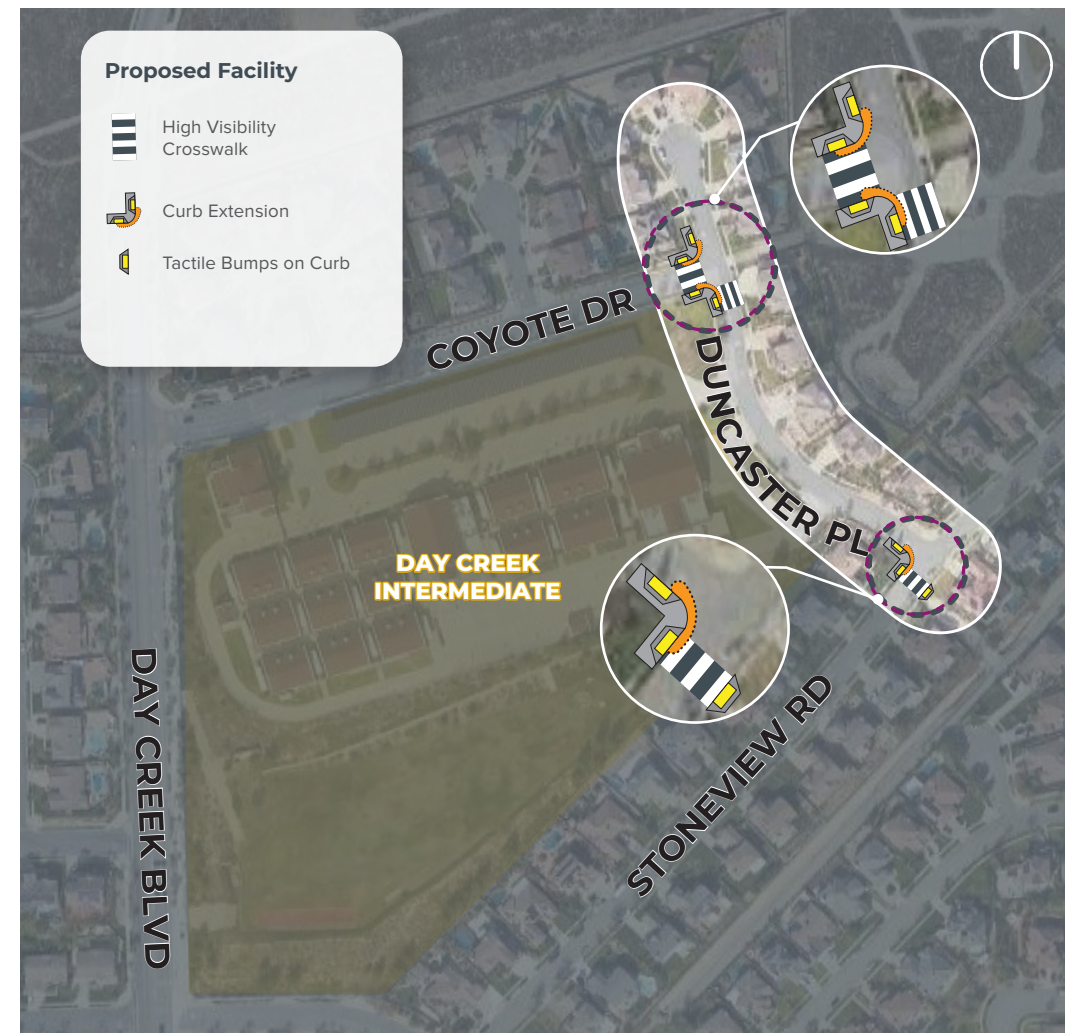 Proposed Facility
High Visibility
Crosswalk
Curb Extension
Tactile Bumps on Curb
COYOTE DR
DUNCASTER PL
DAY CREEK
INTERMEDIATE
DAY CREEK BLVD
STONEVIEW RD